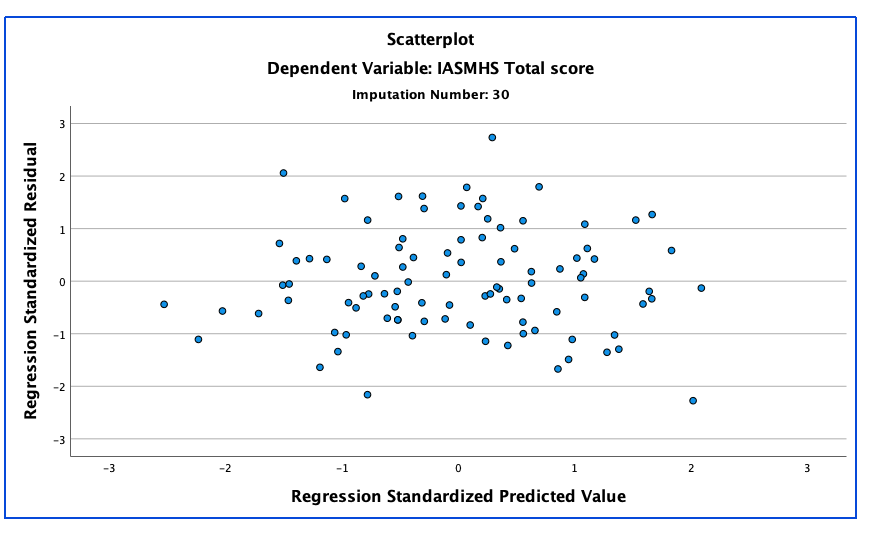 Scatterplot
Dependent Variable: IASMHS Total score
Imputation Number: 30
Regression Standardized Residual
3
2
1
0
-1
-2
-3
-3 -2 -1 0 1 2 3
Regression Standardized Predicted Value